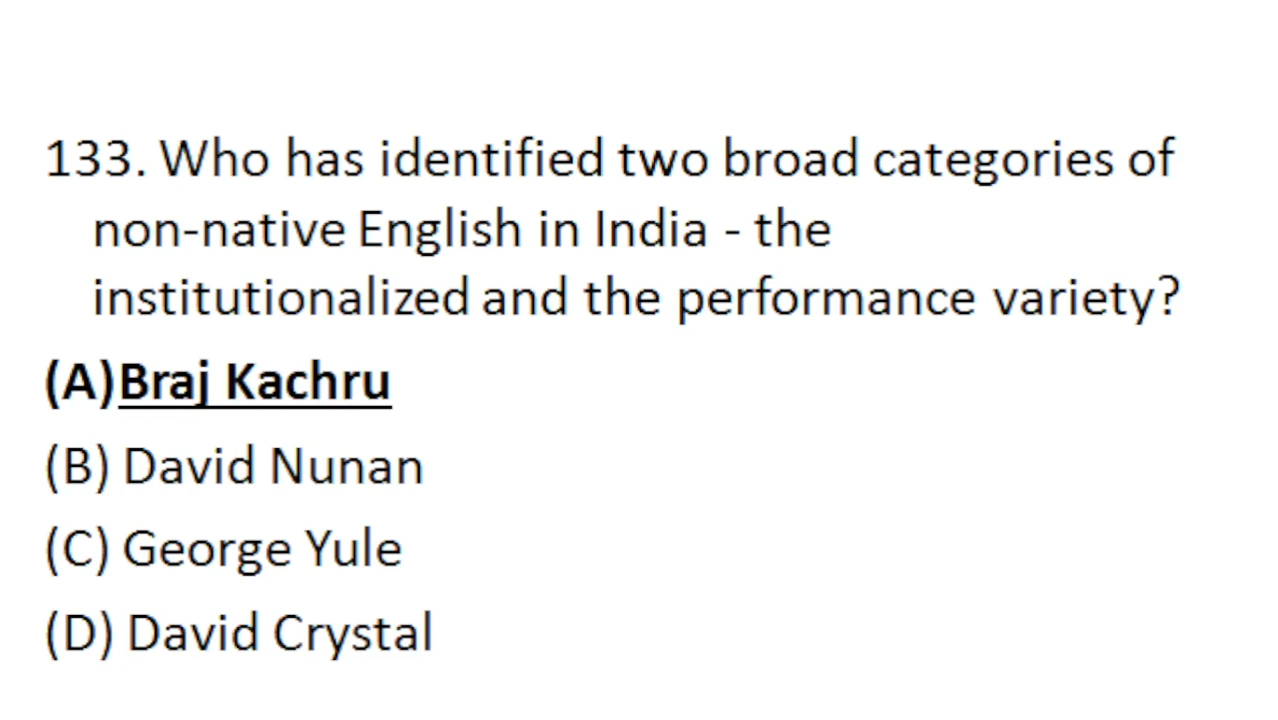 133. Who has identified two broad categories of
non-native English in India - the
institutionalized and the performance variety?
(A)Braj Kachru
(B) David Nunan
(C) George Yule
(D) David Crystal